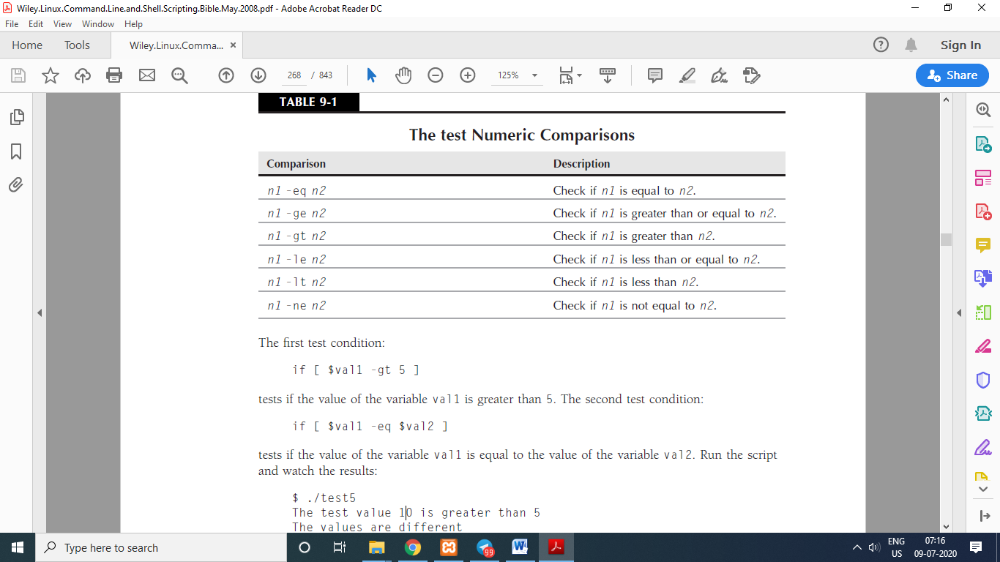 Wiley.Linux.Command.Line.and.Shell.Scripting.Bible.May.2008.pdf - Adobe Acrobat Reader DC
File Edit View Window Help
Home Tools Wiley.Linux.Comma... × ? Sign In
268 / 843 125% Share
TABLE 9-1
The test Numeric Comparisons
Comparison Description
n1 -eq n2 Check if n1 is equal to n2.
n1 -ge n2 Check if n1 is greater than or equal to n2.
n1 -gt n2 Check if n1 is greater than n2.
n1 -le n2 Check if n1 is less than or equal to n2.
n1 -lt n2 Check if n1 is less than n2.
n1 -ne n2 Check if n1 is not equal to n2.
The first test condition:
if [ $val1 -gt 5 ]
tests if the value of the variable val1 is greater than 5. The second test condition:
if [ $val1 -eq $val2 ]
tests if the value of the variable val1 is equal to the value of the variable val2. Run the script
and watch the results:
$ ./test5
The test value 10 is greater than 5
The values are different
Type here to search
99
ENG
US
07:16
09-07-2020